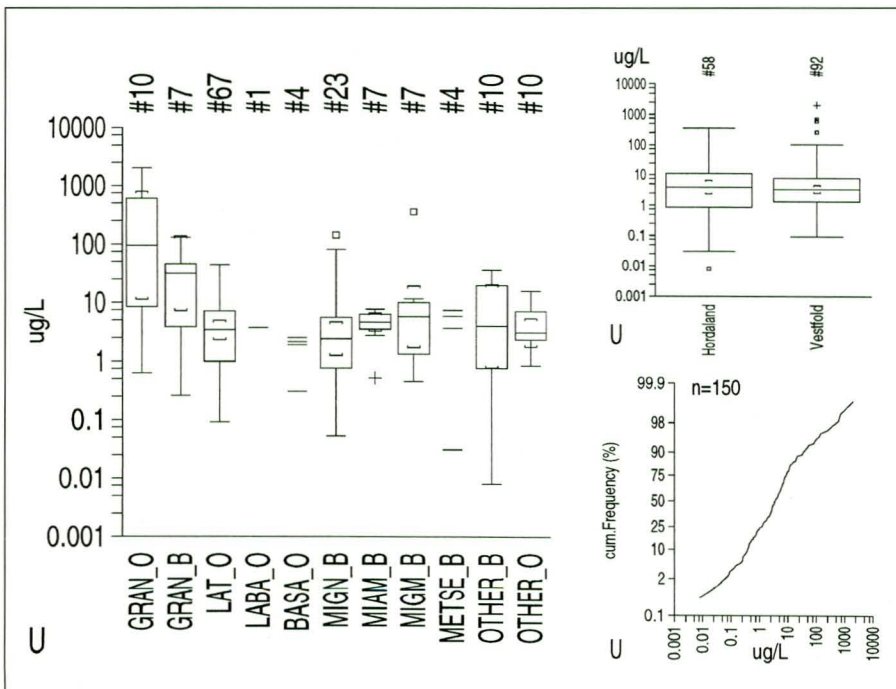 #10 #7 #67 #1 #4 #23 #7 #7 #4 #10 #10
10000
1000
100
10
1
0.1
0.01
0.001
ug/L
GRAN_O GRAN_B LAT_O LABA_O BASA_O MIGN_B MIAM_B MIGM_B METSE_B OTHER_B OTHER_O
U
ug/L
#58 #92
10000
1000
100
10
1
0.1
0.01
0.001
U
Hordaland Vestfold
n=150
99.9
98
90
75
50
25
10
2
0.1
cum.Frequency (%)
0.001 0.01 0.1 1 10 100 1000 10000
U ug/L